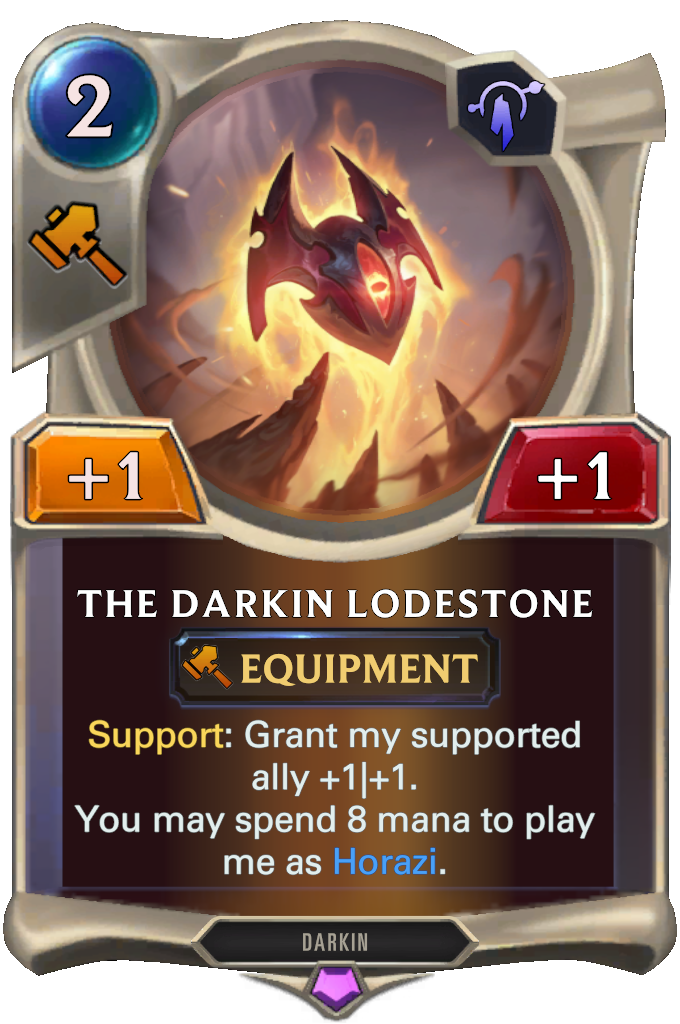 2
+1
+1
THE DARKIN LODESTONE
EQUIPMENT
Support: Grant my supported
ally +1|+1.
You may spend 8 mana to play
me as Horazi.
DARKIN